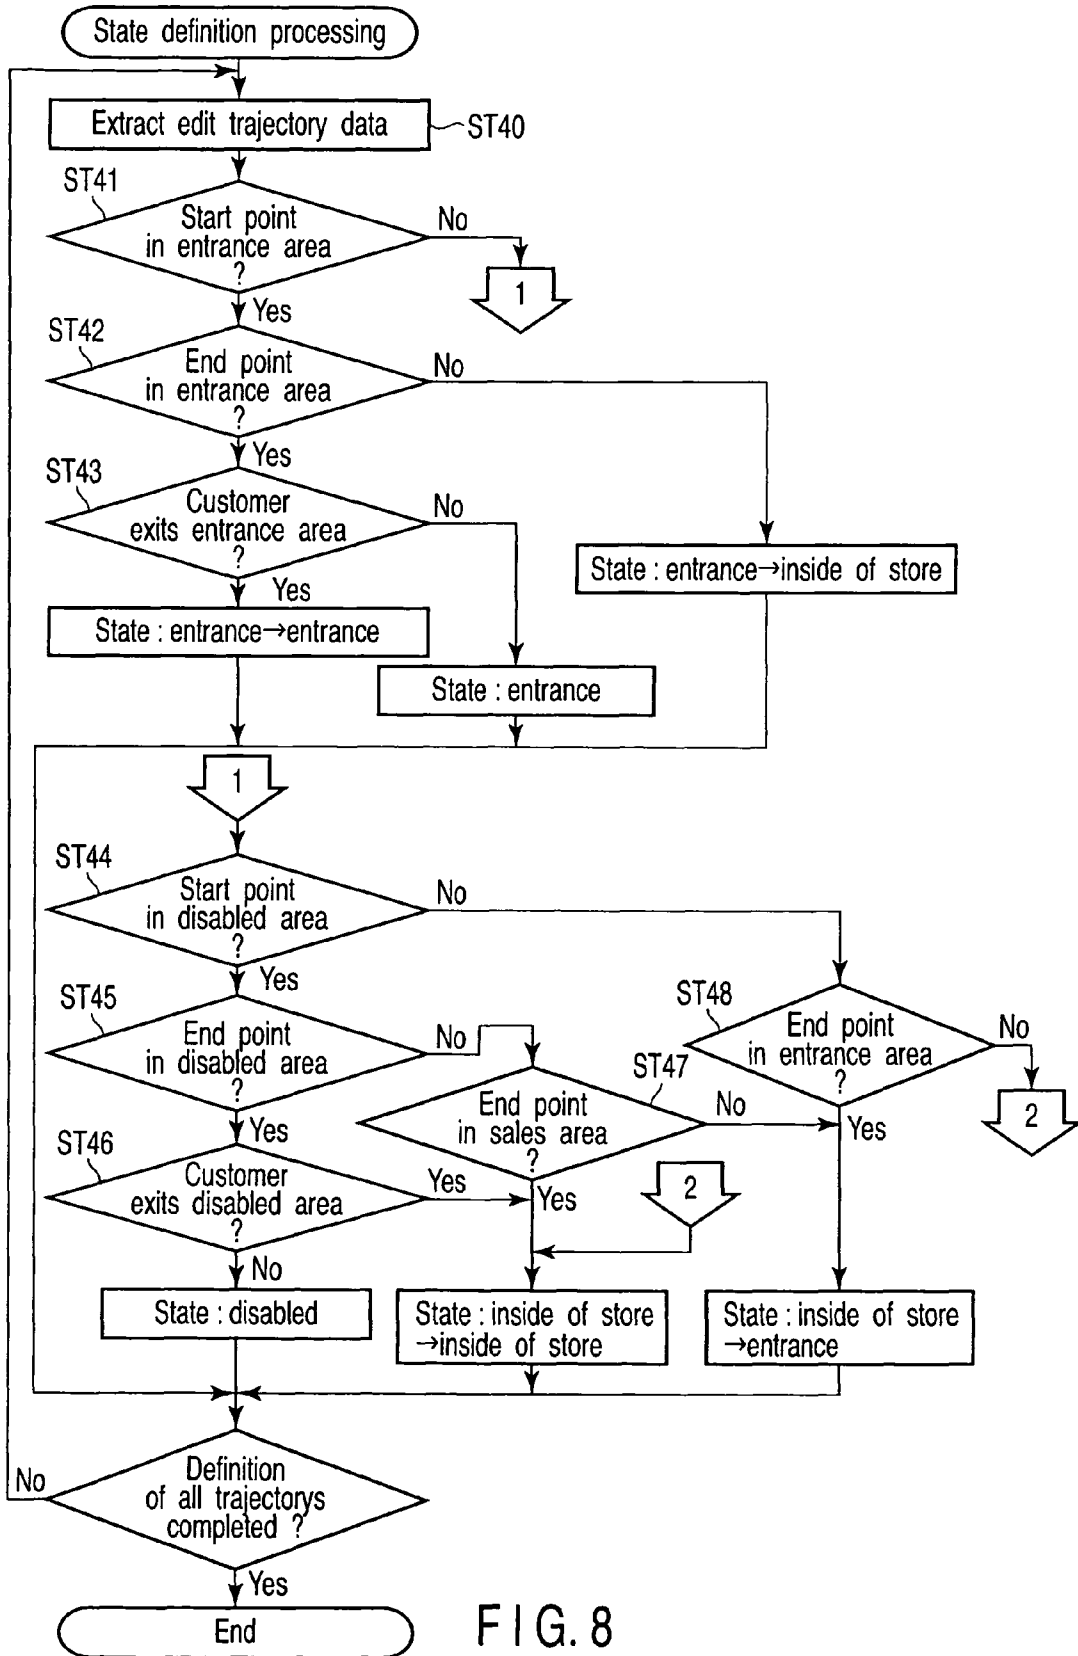 State definition processing
Extract edit trajectory data
ST40
ST41
Start point
in entrance area
?
No
1
Yes
ST42
End point
in entrance area
?
No
Yes
ST43
Customer
exits entrance area
?
No
Yes
State : entrance→inside of store
State : entrance→entrance
State : entrance
1
ST44
Start point
in disabled area
?
No
Yes
ST45
End point
in disabled area
?
No
Yes
ST48
End point
in entrance area
?
No
2
Yes
ST47
End point
in sales area
?
No
Yes
ST46
Customer
exits disabled area
?
Yes
No
2
State : disabled
State : inside of store
→inside of store
State : inside of store
→entrance
Definition
of all trajectorys
completed ?
No
Yes
End
FIG. 8